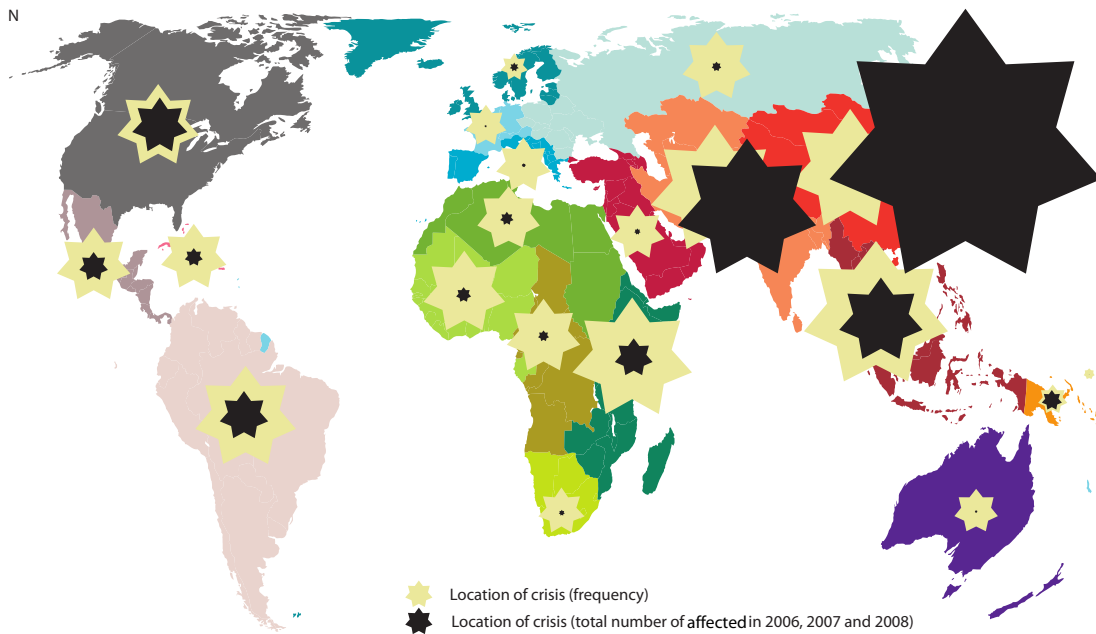 N
Location of crisis (frequency)
Location of crisis (total number of affected in 2006, 2007 and 2008)